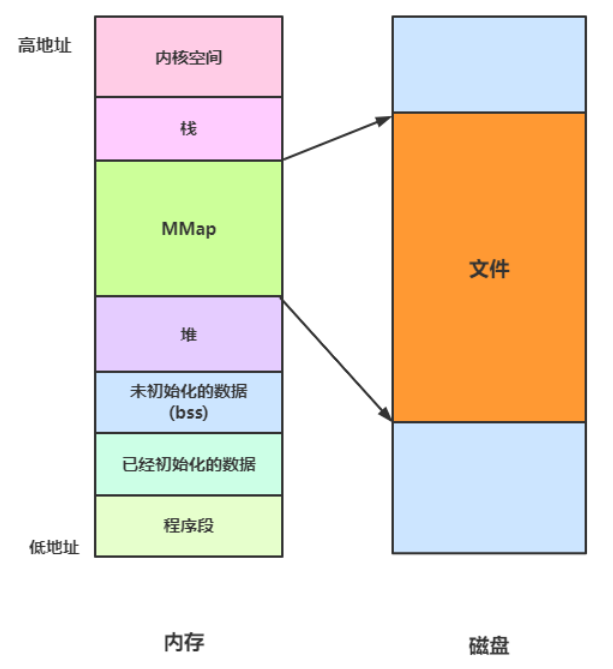 高地址
内核空间
栈
MMap
堆
未初始化的数据
(bss)
已经初始化的数据
程序段
低地址
内存
文件
磁盘